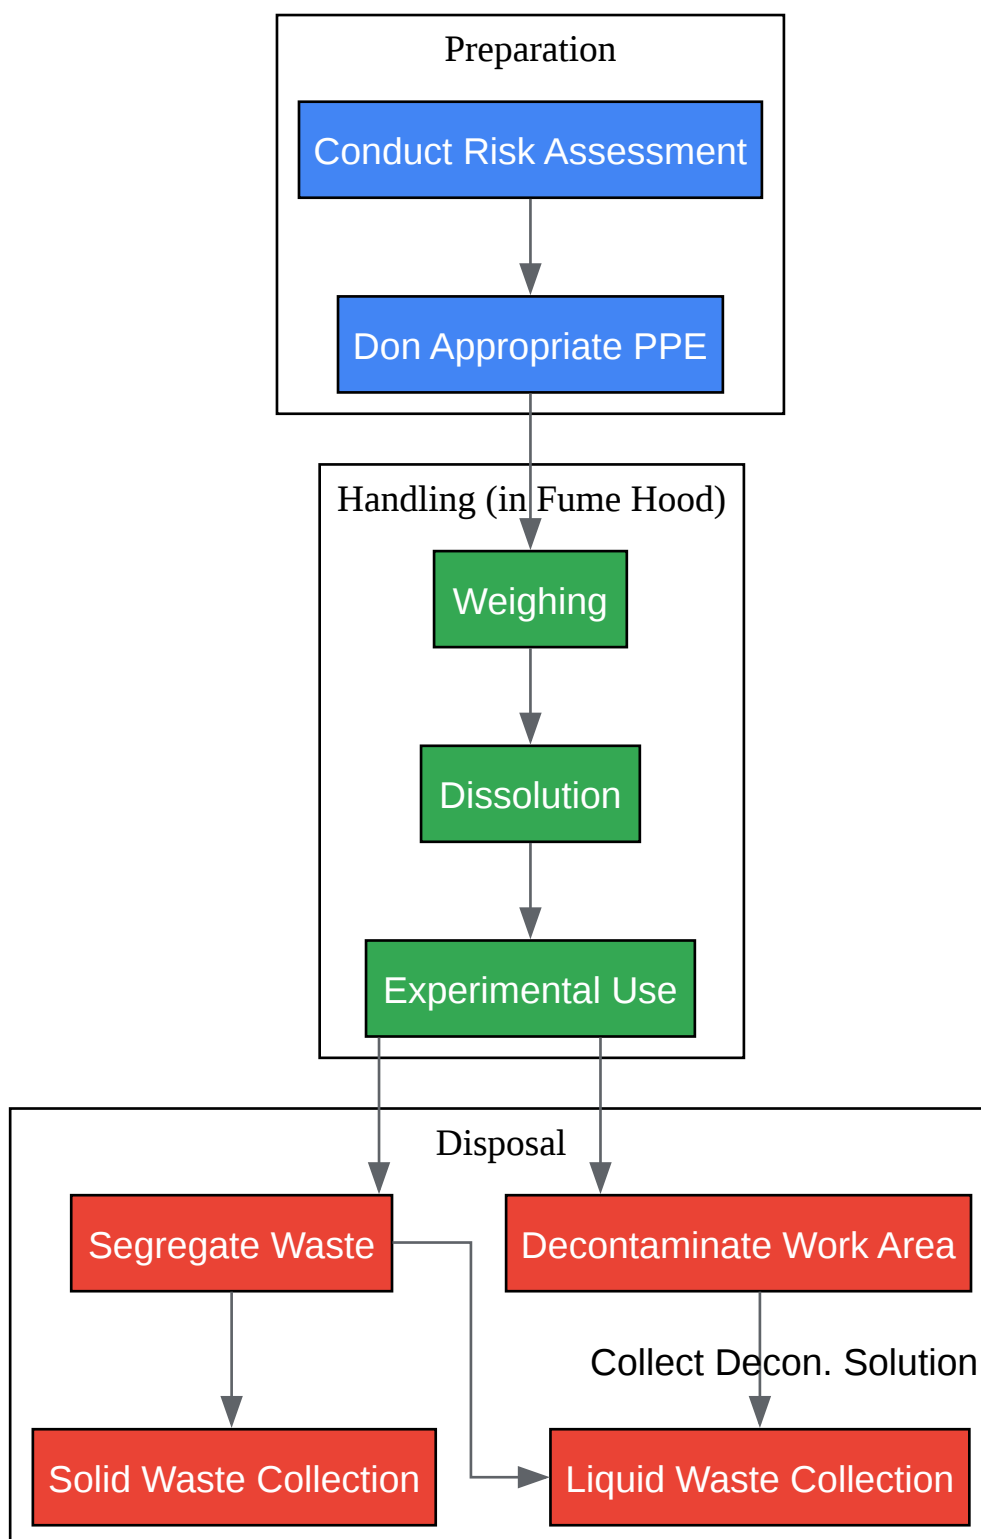 Preparation
Conduct Risk Assessment
Don Appropriate PPE
Handling (in Fume Hood)
Weighing
Dissolution
Experimental Use
Disposal
Segregate Waste
Decontaminate Work Area
Collect Decon. Solution
Solid Waste Collection
Liquid Waste Collection